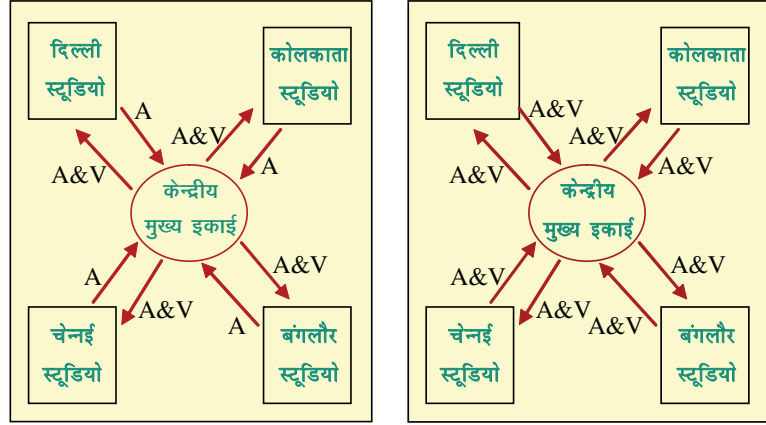 दिल्ली
स्टूडियो
कोलकाता
स्टूडियो
A
A&V
A&V
A
केन्द्रीय
मुख्य इकाई
A
A&V
A&V
A
चेन्नई
स्टूडियो
बंगलौर
स्टूडियो
दिल्ली
स्टूडियो
कोलकाता
स्टूडियो
A&V
A&V
A&V
A&V
केन्द्रीय
मुख्य इकाई
A&V
A&V
A&V
A&V
चेन्नई
स्टूडियो
बंगलौर
स्टूडियो